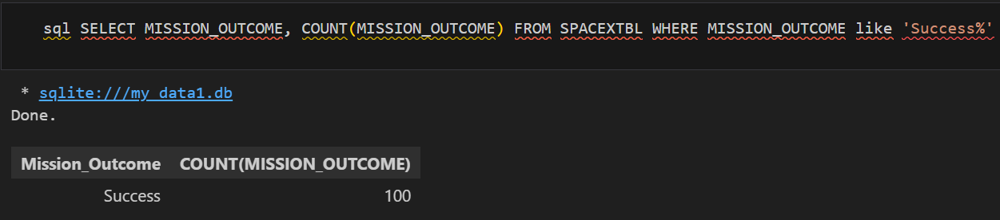 sql SELECT MISSION_OUTCOME, COUNT(MISSION_OUTCOME) FROM SPACEXTBL WHERE MISSION_OUTCOME like 'Success%'
* sqlite:///my_data1.db
Done.
Mission_Outcome COUNT(MISSION_OUTCOME)
Success 100